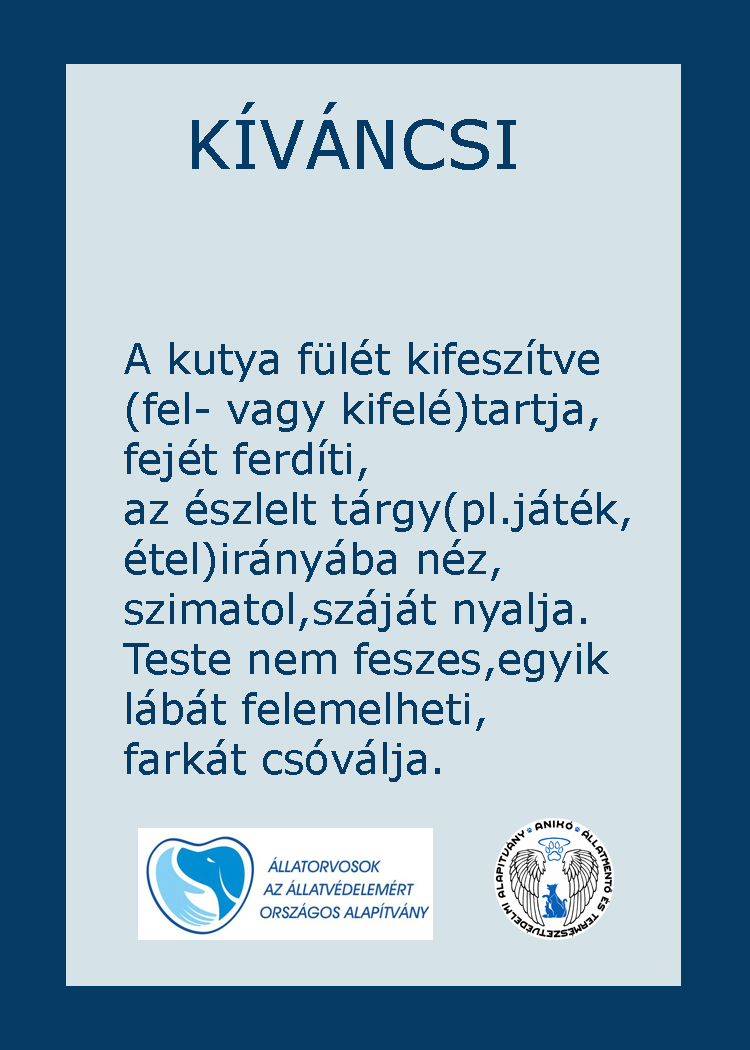 KÍVÁNCSI
A kutya fülét kifeszítve
(fel- vagy kifelé)tartja,
fejét ferdíti,
az észlelt tárgy(pl.játék,
étel)irányába néz,
szimatol,száját nyalja.
Teste nem feszes,egyik
lábát felemelheti,
farkát csóválja.
ÁLLATORVOSOK
AZ ÁLLATVÉDELEMÉRT
ORSZÁGOS ALAPÍTVÁNY
ANIKÓ ÁLLATMENTŐ ÉS TERMÉSZETVÉDELMI ALAPÍTVÁNY